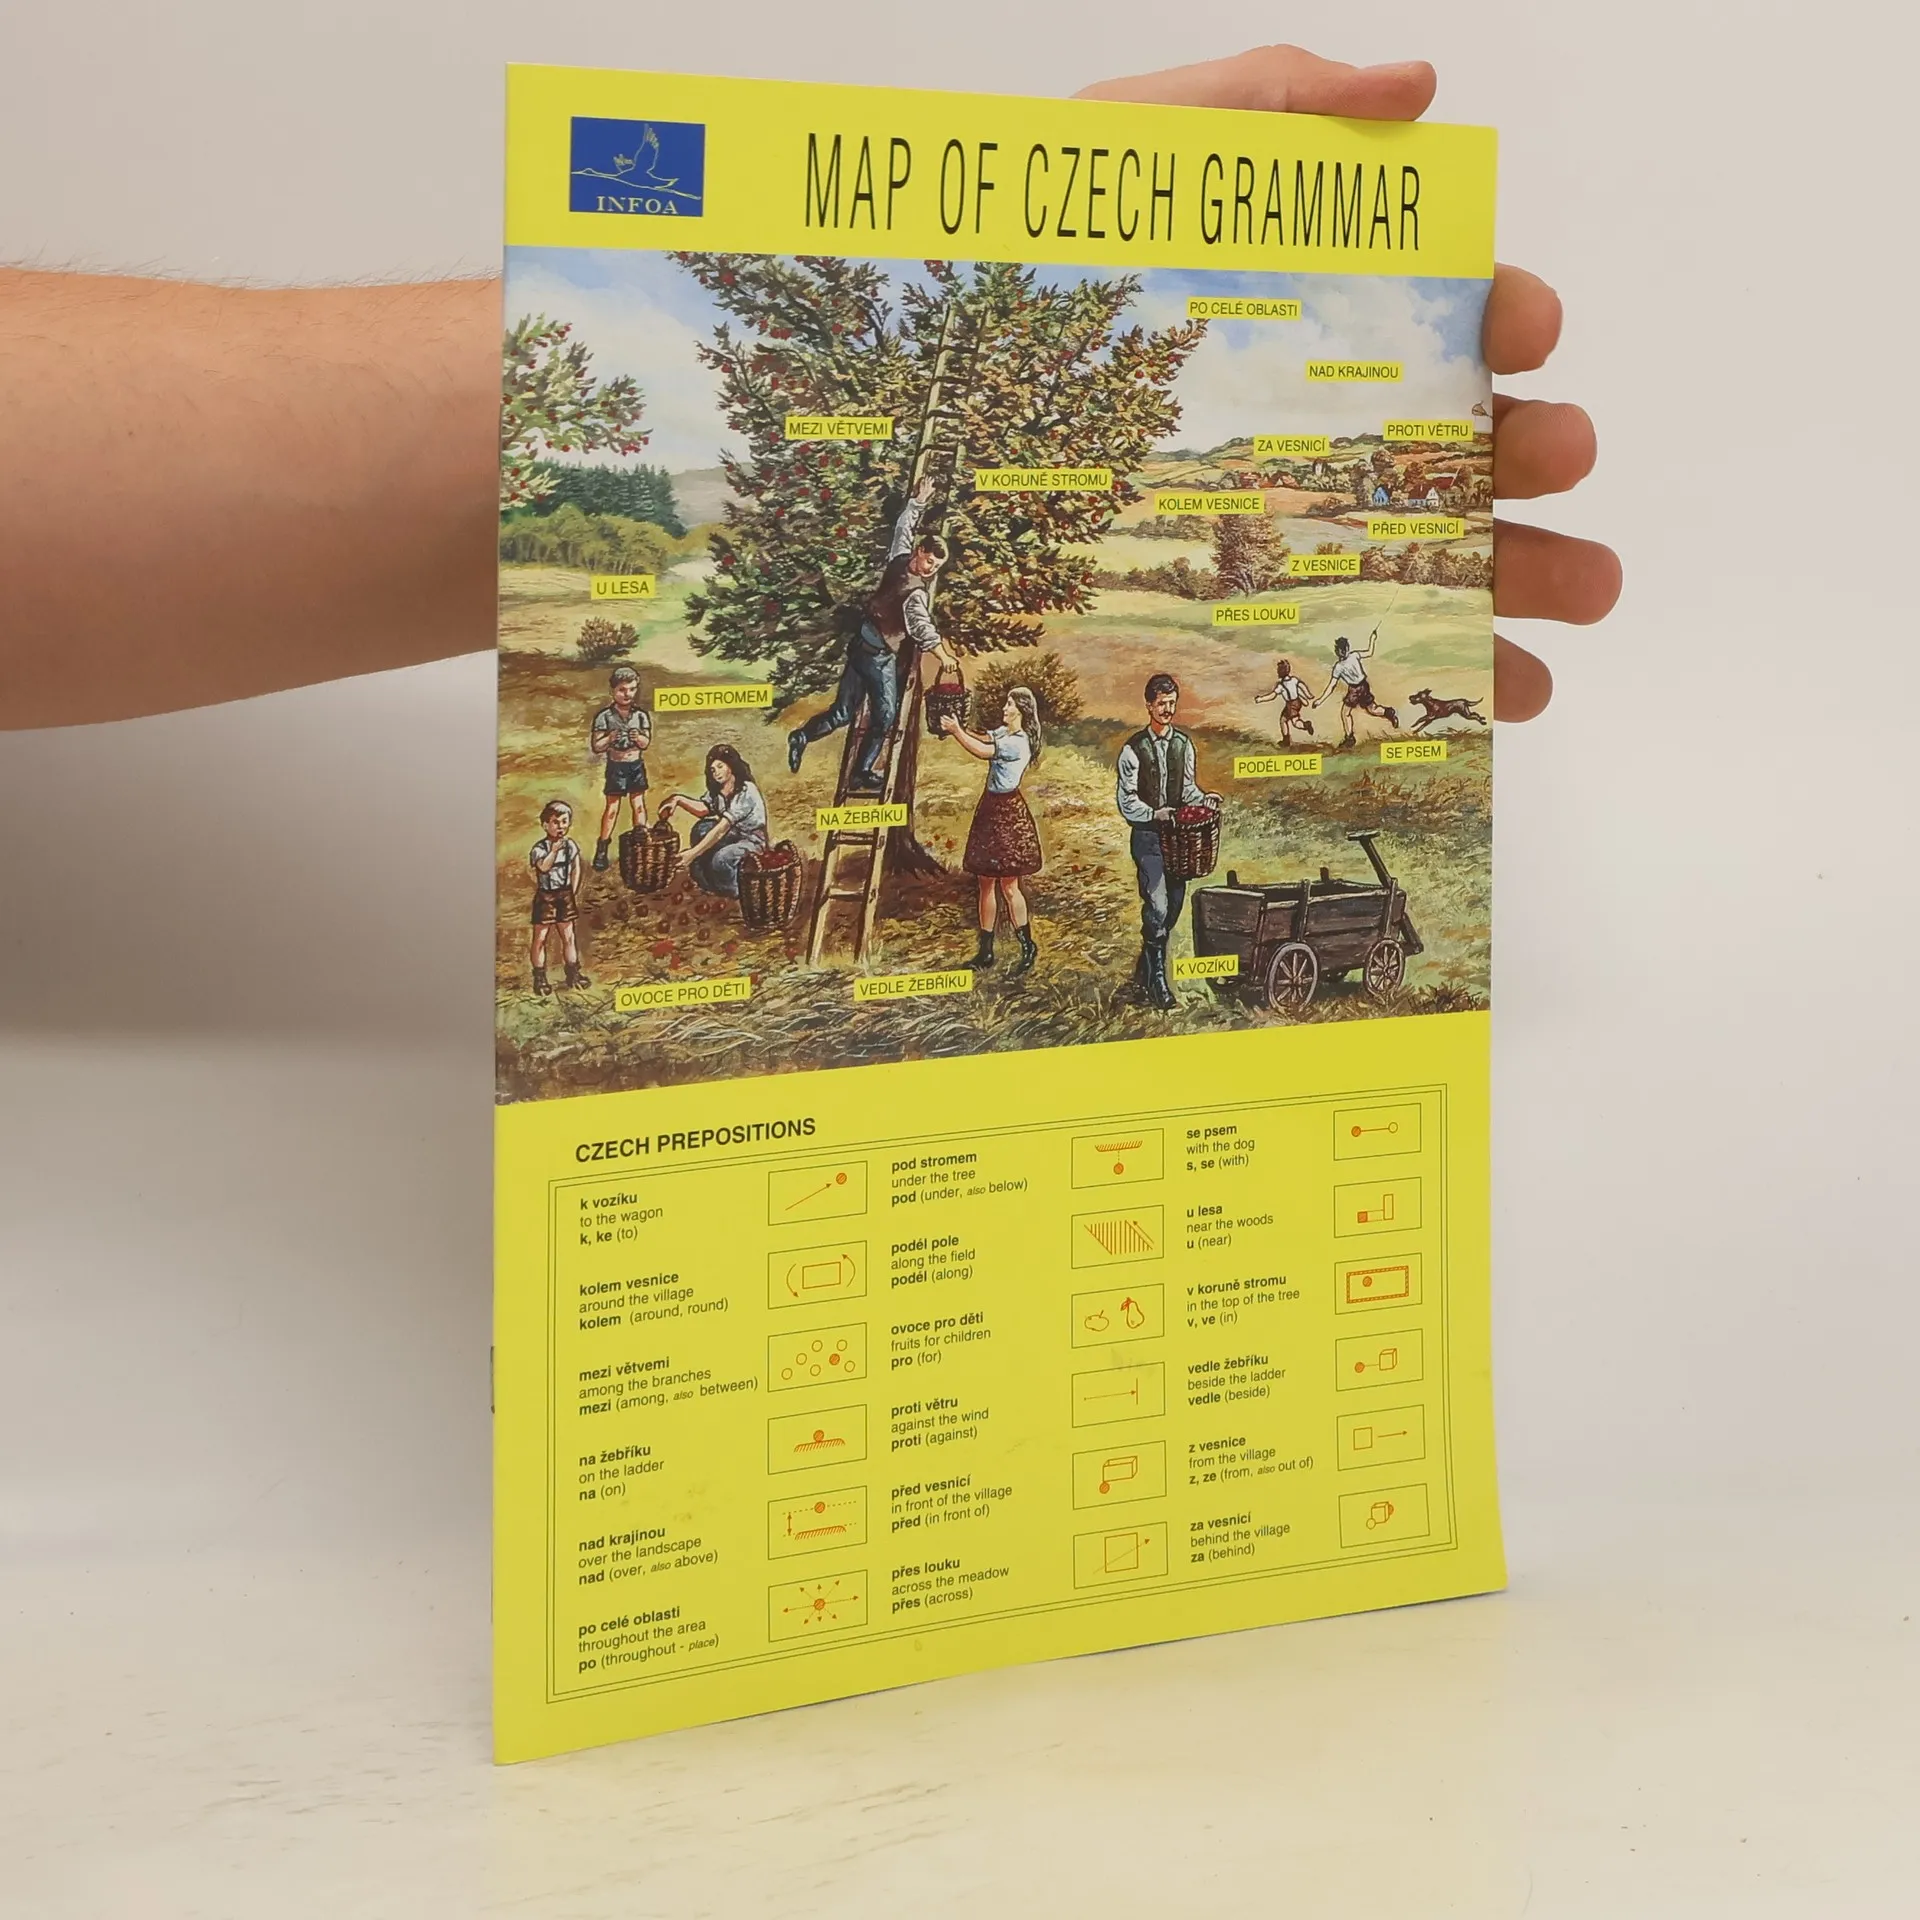 INFOA
MAP OF CZECH GRAMMAR
PO CELÉ OBLASTI
NAD KRAJINOU
MEZI VĚTVEMI
PROTI VĚTRU
ZA VESNICÍ
V KORUNĚ STROMU
KOLEM VESNICE
PŘED VESNICÍ
Z VESNICE
U LESA
PŘES LOUKU
POD STROMEM
SE PSEM
PODÉL POLE
NA ŽEBŘÍKU
K VOZÍKU
VEDLE ŽEBŘÍKU
OVOCE PRO DĚTI
CZECH PREPOSITIONS
k vozíku
to the wagon
k, ke (to)
kolem vesnice
around the village
kolem (around, round)
mezi větvemi
among the branches
mezi (among, also between)
na žebříku
on the ladder
na (on)
nad krajinou
over the landscape
nad (over, also above)
po celé oblasti
throughout the area
po (throughout - place)
pod stromem
under the tree
pod (under, also below)
podél pole
along the field
podél (along)
ovoce pro děti
fruits for children
pro (for)
proti větru
against the wind
proti (against)
před vesnicí
in front of the village
před (in front of)
přes louku
across the meadow
přes (across)
se psem
with the dog
s, se (with)
u lesa
near the woods
u (near)
v koruně stromu
in the top of the tree
v, ve (in)
vedle žebříku
beside the ladder
vedle (beside)
z vesnice
from the village
z, ze (from, also out of)
za vesnicí
behind the village
za (behind)